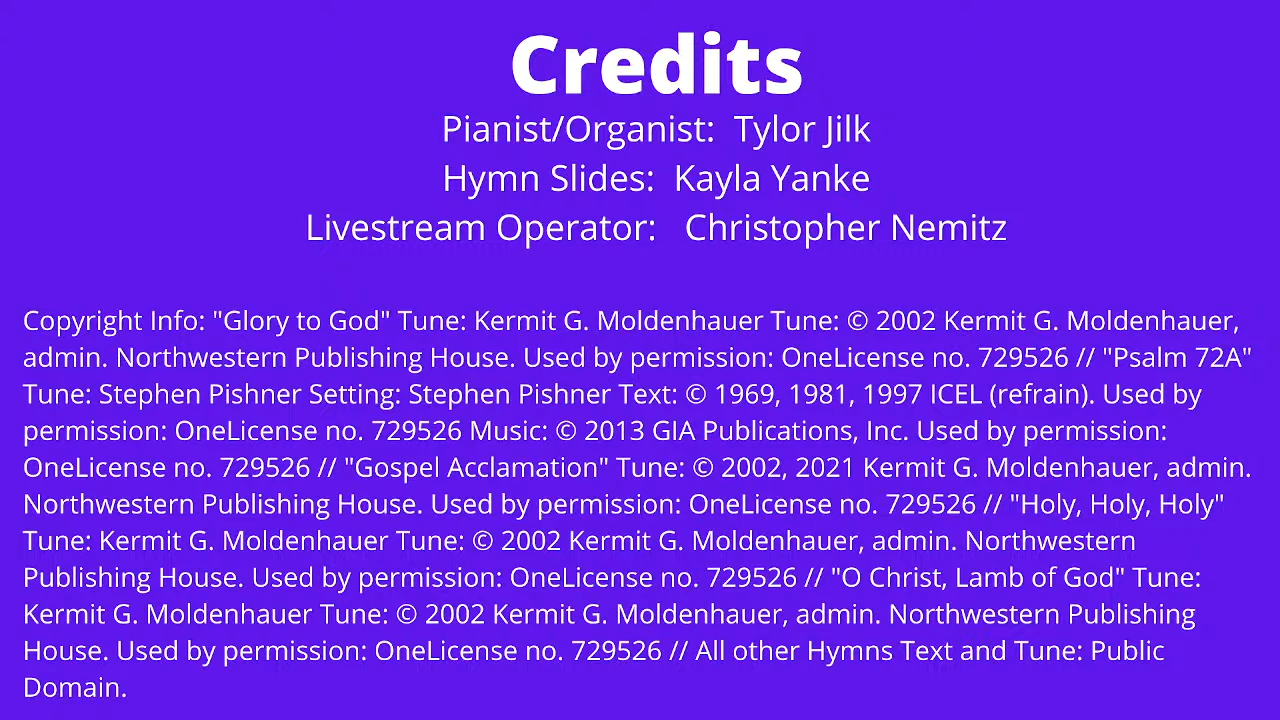 Credits
Pianist/Organist:  Tylor Jilk
Hymn Slides:  Kayla Yanke
Livestream Operator:   Christopher Nemitz
Copyright Info: "Glory to God" Tune: Kermit G. Moldenhauer Tune: © 2002 Kermit G. Moldenhauer,
admin. Northwestern Publishing House. Used by permission: OneLicense no. 729526 // "Psalm 72A"
Tune: Stephen Pishner Setting: Stephen Pishner Text: © 1969, 1981, 1997 ICEL (refrain). Used by
permission: OneLicense no. 729526 Music: © 2013 GIA Publications, Inc. Used by permission:
OneLicense no. 729526 // "Gospel Acclamation" Tune: © 2002, 2021 Kermit G. Moldenhauer, admin.
Northwestern Publishing House. Used by permission: OneLicense no. 729526 // "Holy, Holy, Holy"
Tune: Kermit G. Moldenhauer Tune: © 2002 Kermit G. Moldenhauer, admin. Northwestern
Publishing House. Used by permission: OneLicense no. 729526 // "O Christ, Lamb of God" Tune:
Kermit G. Moldenhauer Tune: © 2002 Kermit G. Moldenhauer, admin. Northwestern Publishing
House. Used by permission: OneLicense no. 729526 // All other Hymns Text and Tune: Public
Domain.